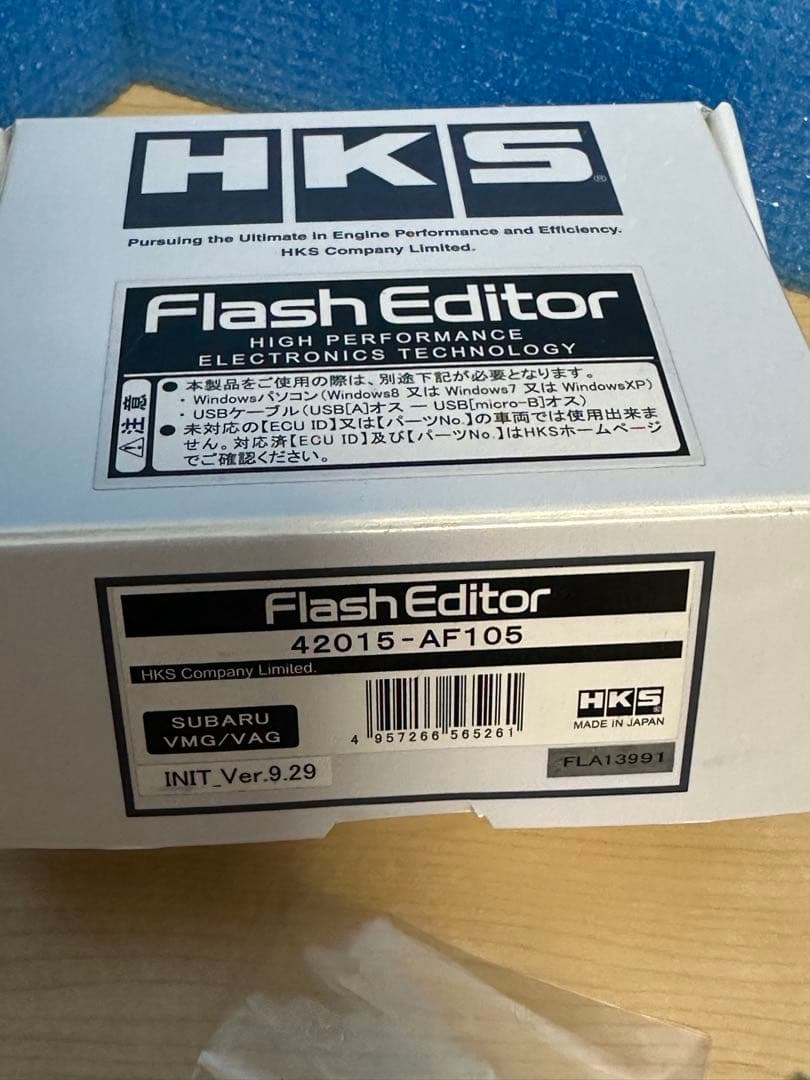 HKS®
Pursuing the Ultimate in Engine Performance and Efficiency.
HKS Company Limited.
Flash Editor
HIGH PERFORMANCE
ELECTRONICS TECHNOLOGY
⚠注意
● 本製品をご使用の際は、別途下記が必要となります。
・Windowsパソコン(Windows8 又は Windows7 又は WindowsXP)
・USBケーブル(USB[A]オス ― USB[micro-B]オス)
● 未対応の【ECU ID】又は【パーツNo.】の車両では使用出来ま
せん。対応済【ECU ID】及び【パーツNo.】はHKSホームページ
でご確認ください。
Flash Editor
42015-AF105
HKS Company Limited.
SUBARU
VMG/VAG
4 957266 565261
HKS®
MADE IN JAPAN
INIT_Ver.9.29
FLA13991